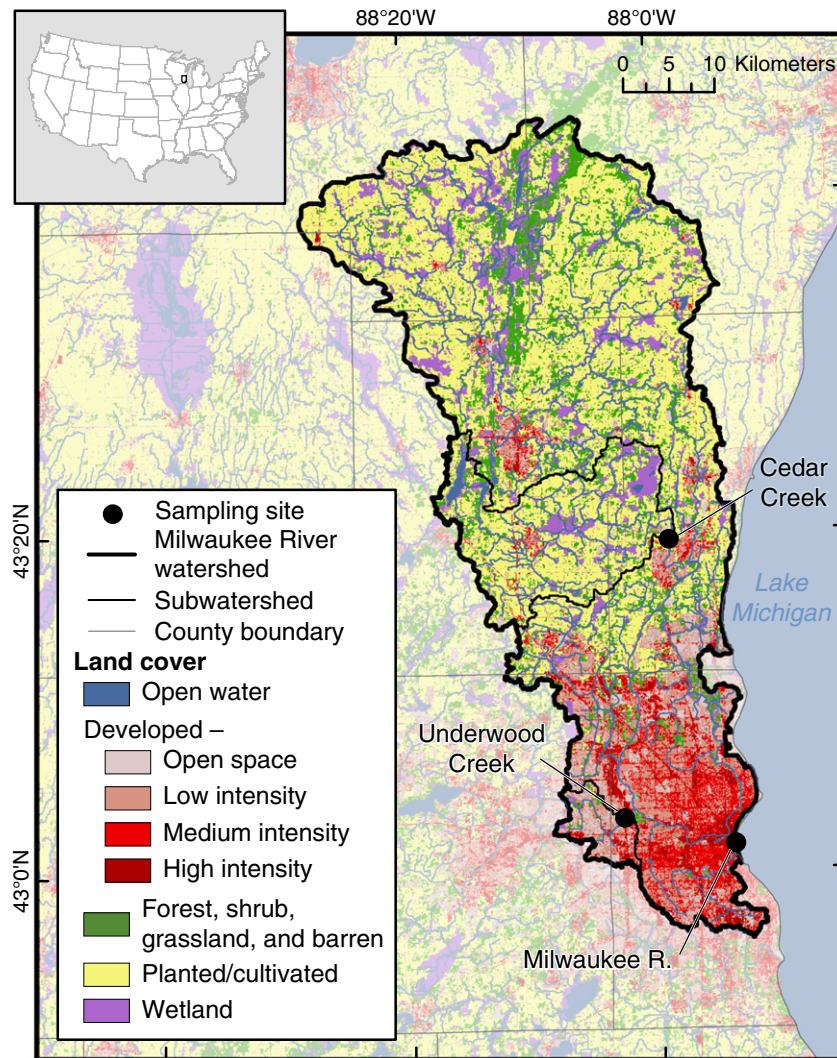 88°20'W
88°0'W
0 5 10 Kilometers
Cedar
Creek
43°20'N
Lake
Michigan
Sampling site
Milwaukee River
watershed
Subwatershed
County boundary
Land cover
Open water
Developed –
Open space
Low intensity
Medium intensity
High intensity
Forest, shrub,
grassland, and barren
Planted/cultivated
Wetland
Underwood
Creek
43°0'N
Milwaukee R.